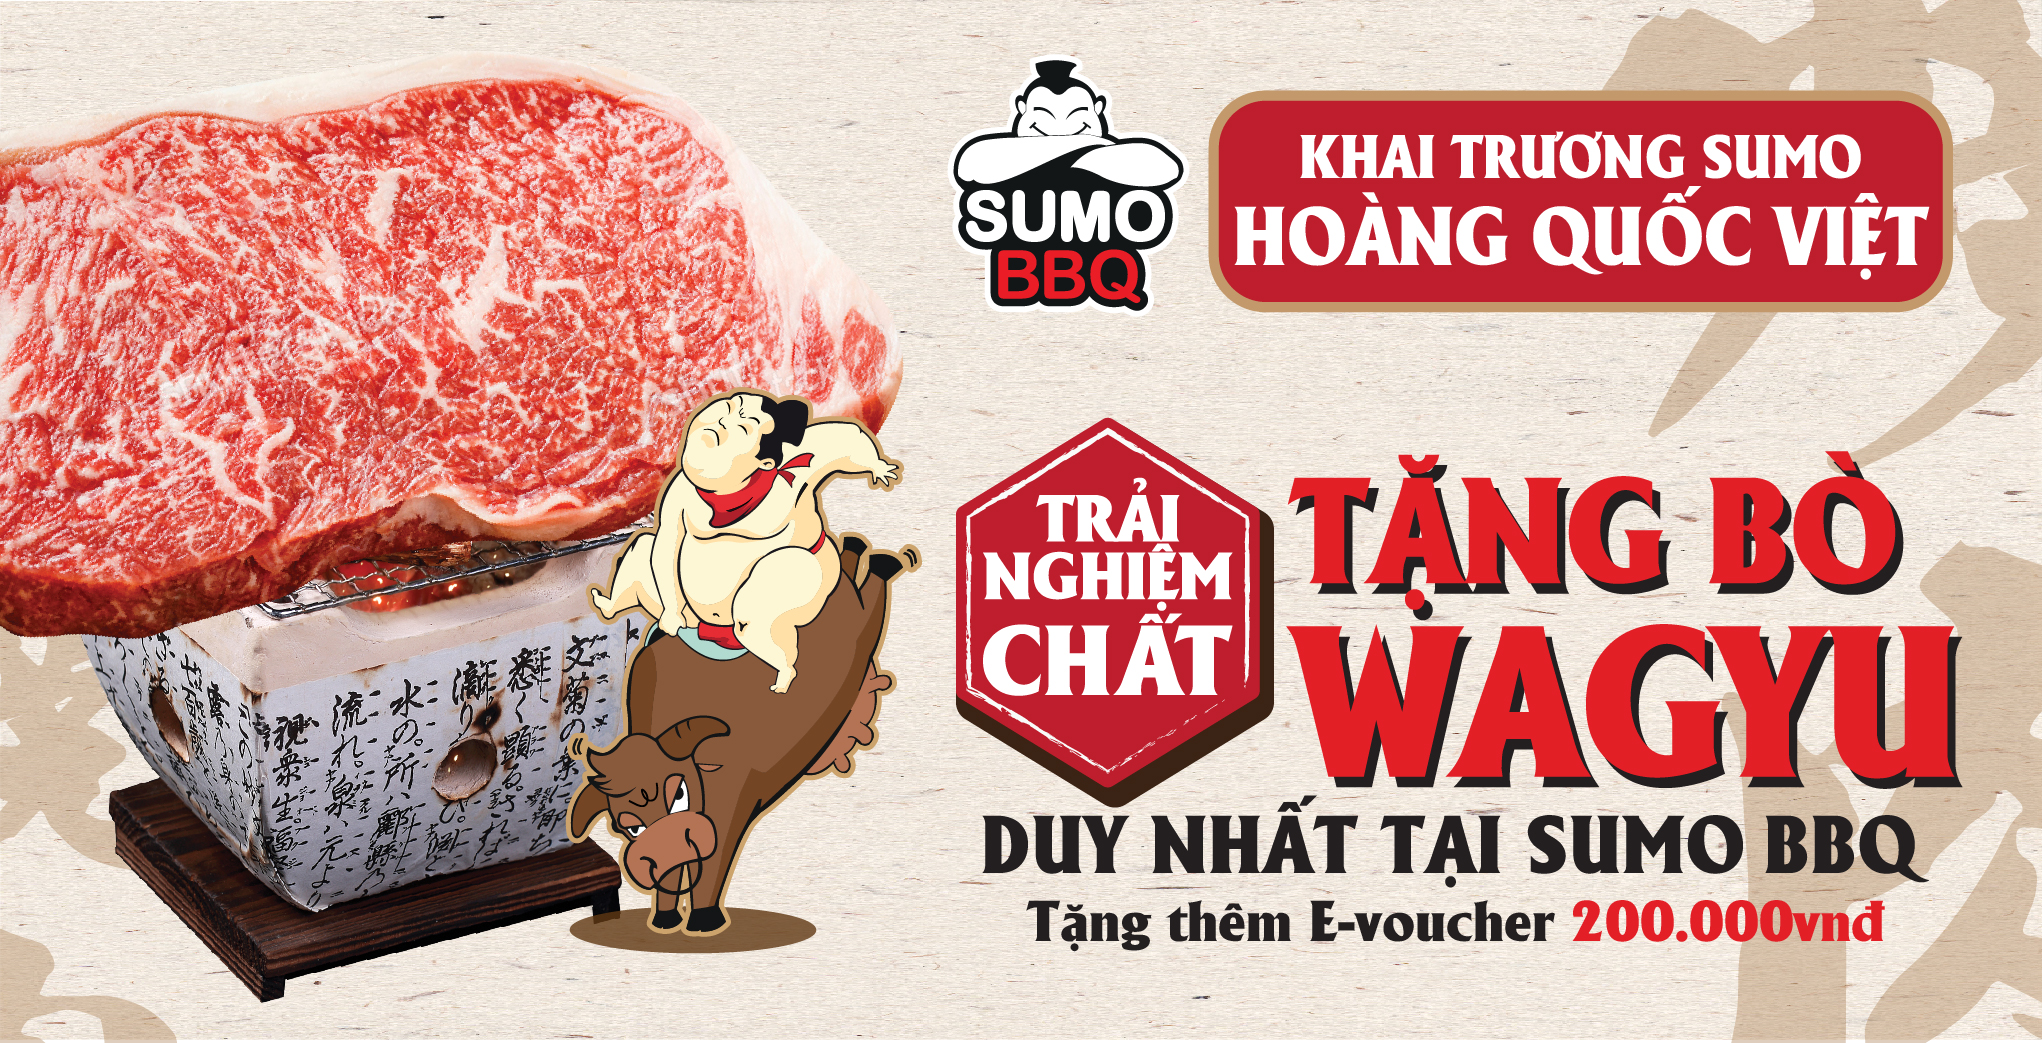 SUMO
BBQ
KHAI TRƯƠNG SUMO
HOÀNG QUỐC VIỆT
TRẢI
NGHIỆM
CHẤT
TẶNG BÒ
WAGYU
DUY NHẤT TẠI SUMO BBQ
Tặng thêm E-voucher 200.000vnđ